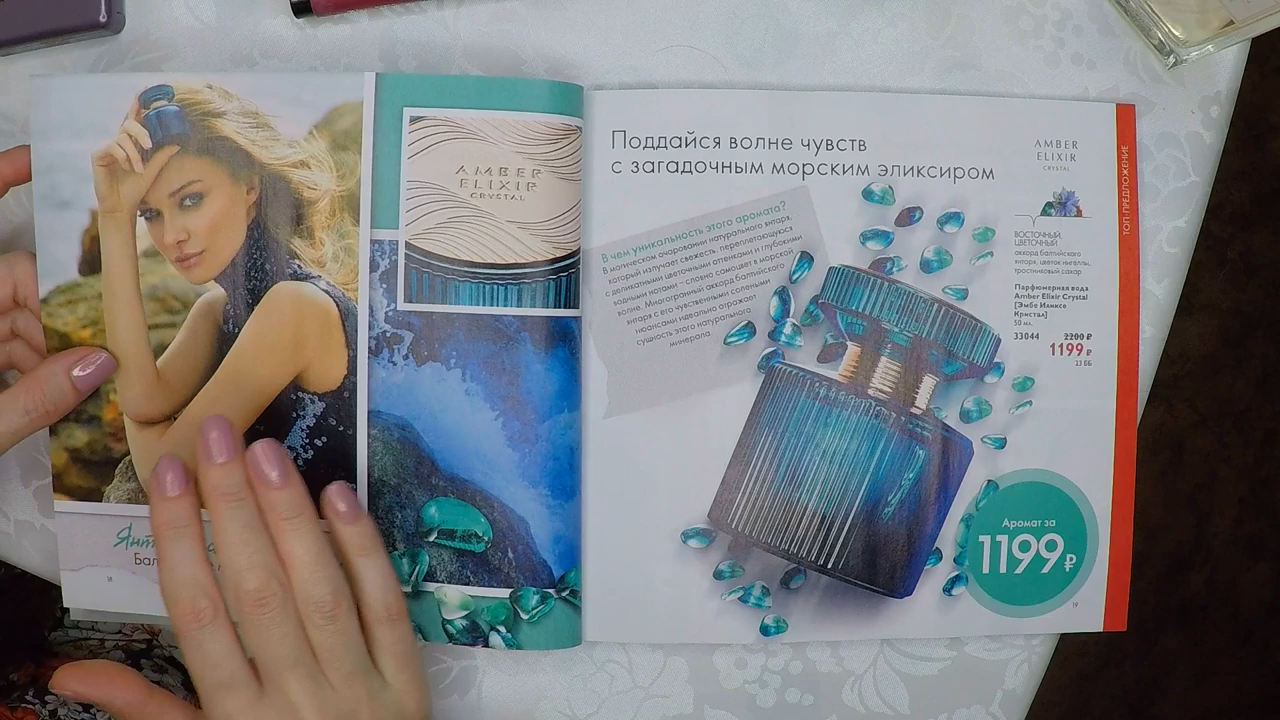 AMBER
ELIXIR
CRYSTAL
18
Поддайся волне чувств
с загадочным морским эликсиром
В чем уникальность этого аромата?
В магическом очаровании натурального янтаря,
который излучает свежесть, переплетающуюся
с деликатными цветочными оттенками и глубокими
водными нотами – словно самоцвет в морской
волне. Многогранный аккорд балтийского
янтаря с его чувственными солеными
нюансами идеально отражает
сущность этого натурального
минерала.
AMBER
ELIXIR
CRYSTAL
ВОСТОЧНЫЙ,
ЦВЕТОЧНЫЙ
аккорд балтийского
янтаря, цветок нигеллы,
тростниковый сахар
Парфюмерная вода
Amber Elixir Crystal
[Эмбе Иликсе
Кристал]
50 мл.
33044 2200 ₽
1199 ₽
23 ББ
ТОП-ПРЕДЛОЖЕНИЕ
Аромат за
1199 ₽
19